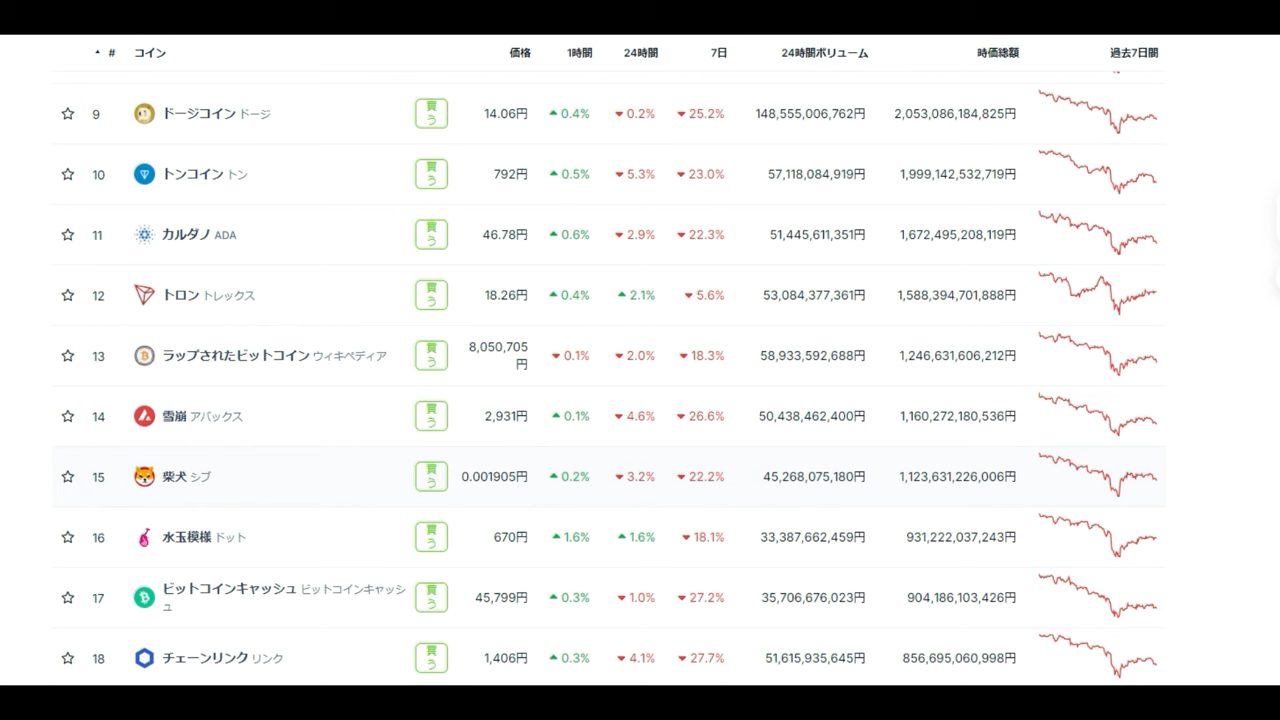 # コイン 価格 1時間 24時間 7日 24時間ボリューム 時価総額 過去7日間
9 ドージコイン ドージ 買う 14.06円 0.4% 0.2% 25.2% 148,555,006,762円 2,053,086,184,825円
10 トンコイン トン 買う 792円 0.5% 5.3% 23.0% 57,118,084,919円 1,999,142,532,719円
11 カルダノ ADA 買う 46.78円 0.6% 2.9% 22.3% 51,445,611,351円 1,672,495,208,119円
12 トロン トレックス 買う 18.26円 0.4% 2.1% 5.6% 53,084,377,361円 1,588,394,701,888円
13 ラップされたビットコイン ウィキペディア 買う 8,050,705円 0.1% 2.0% 18.3% 58,933,592,688円 1,246,631,606,212円
14 雪崩 アバックス 買う 2,931円 0.1% 4.6% 26.6% 50,438,462,400円 1,160,272,180,536円
15 柴犬 シブ 買う 0.001905円 0.2% 3.2% 22.2% 45,268,075,180円 1,123,631,226,006円
16 水玉模様 ドット 買う 670円 1.6% 1.6% 18.1% 33,387,662,459円 931,222,037,243円
17 ビットコインキャッシュ ビットコインキャッシュ 買う 45,799円 0.3% 1.0% 27.2% 35,706,676,023円 904,186,103,426円
18 チェーンリンク リンク 買う 1,406円 0.3% 4.1% 27.7% 51,615,935,645円 856,695,060,998円